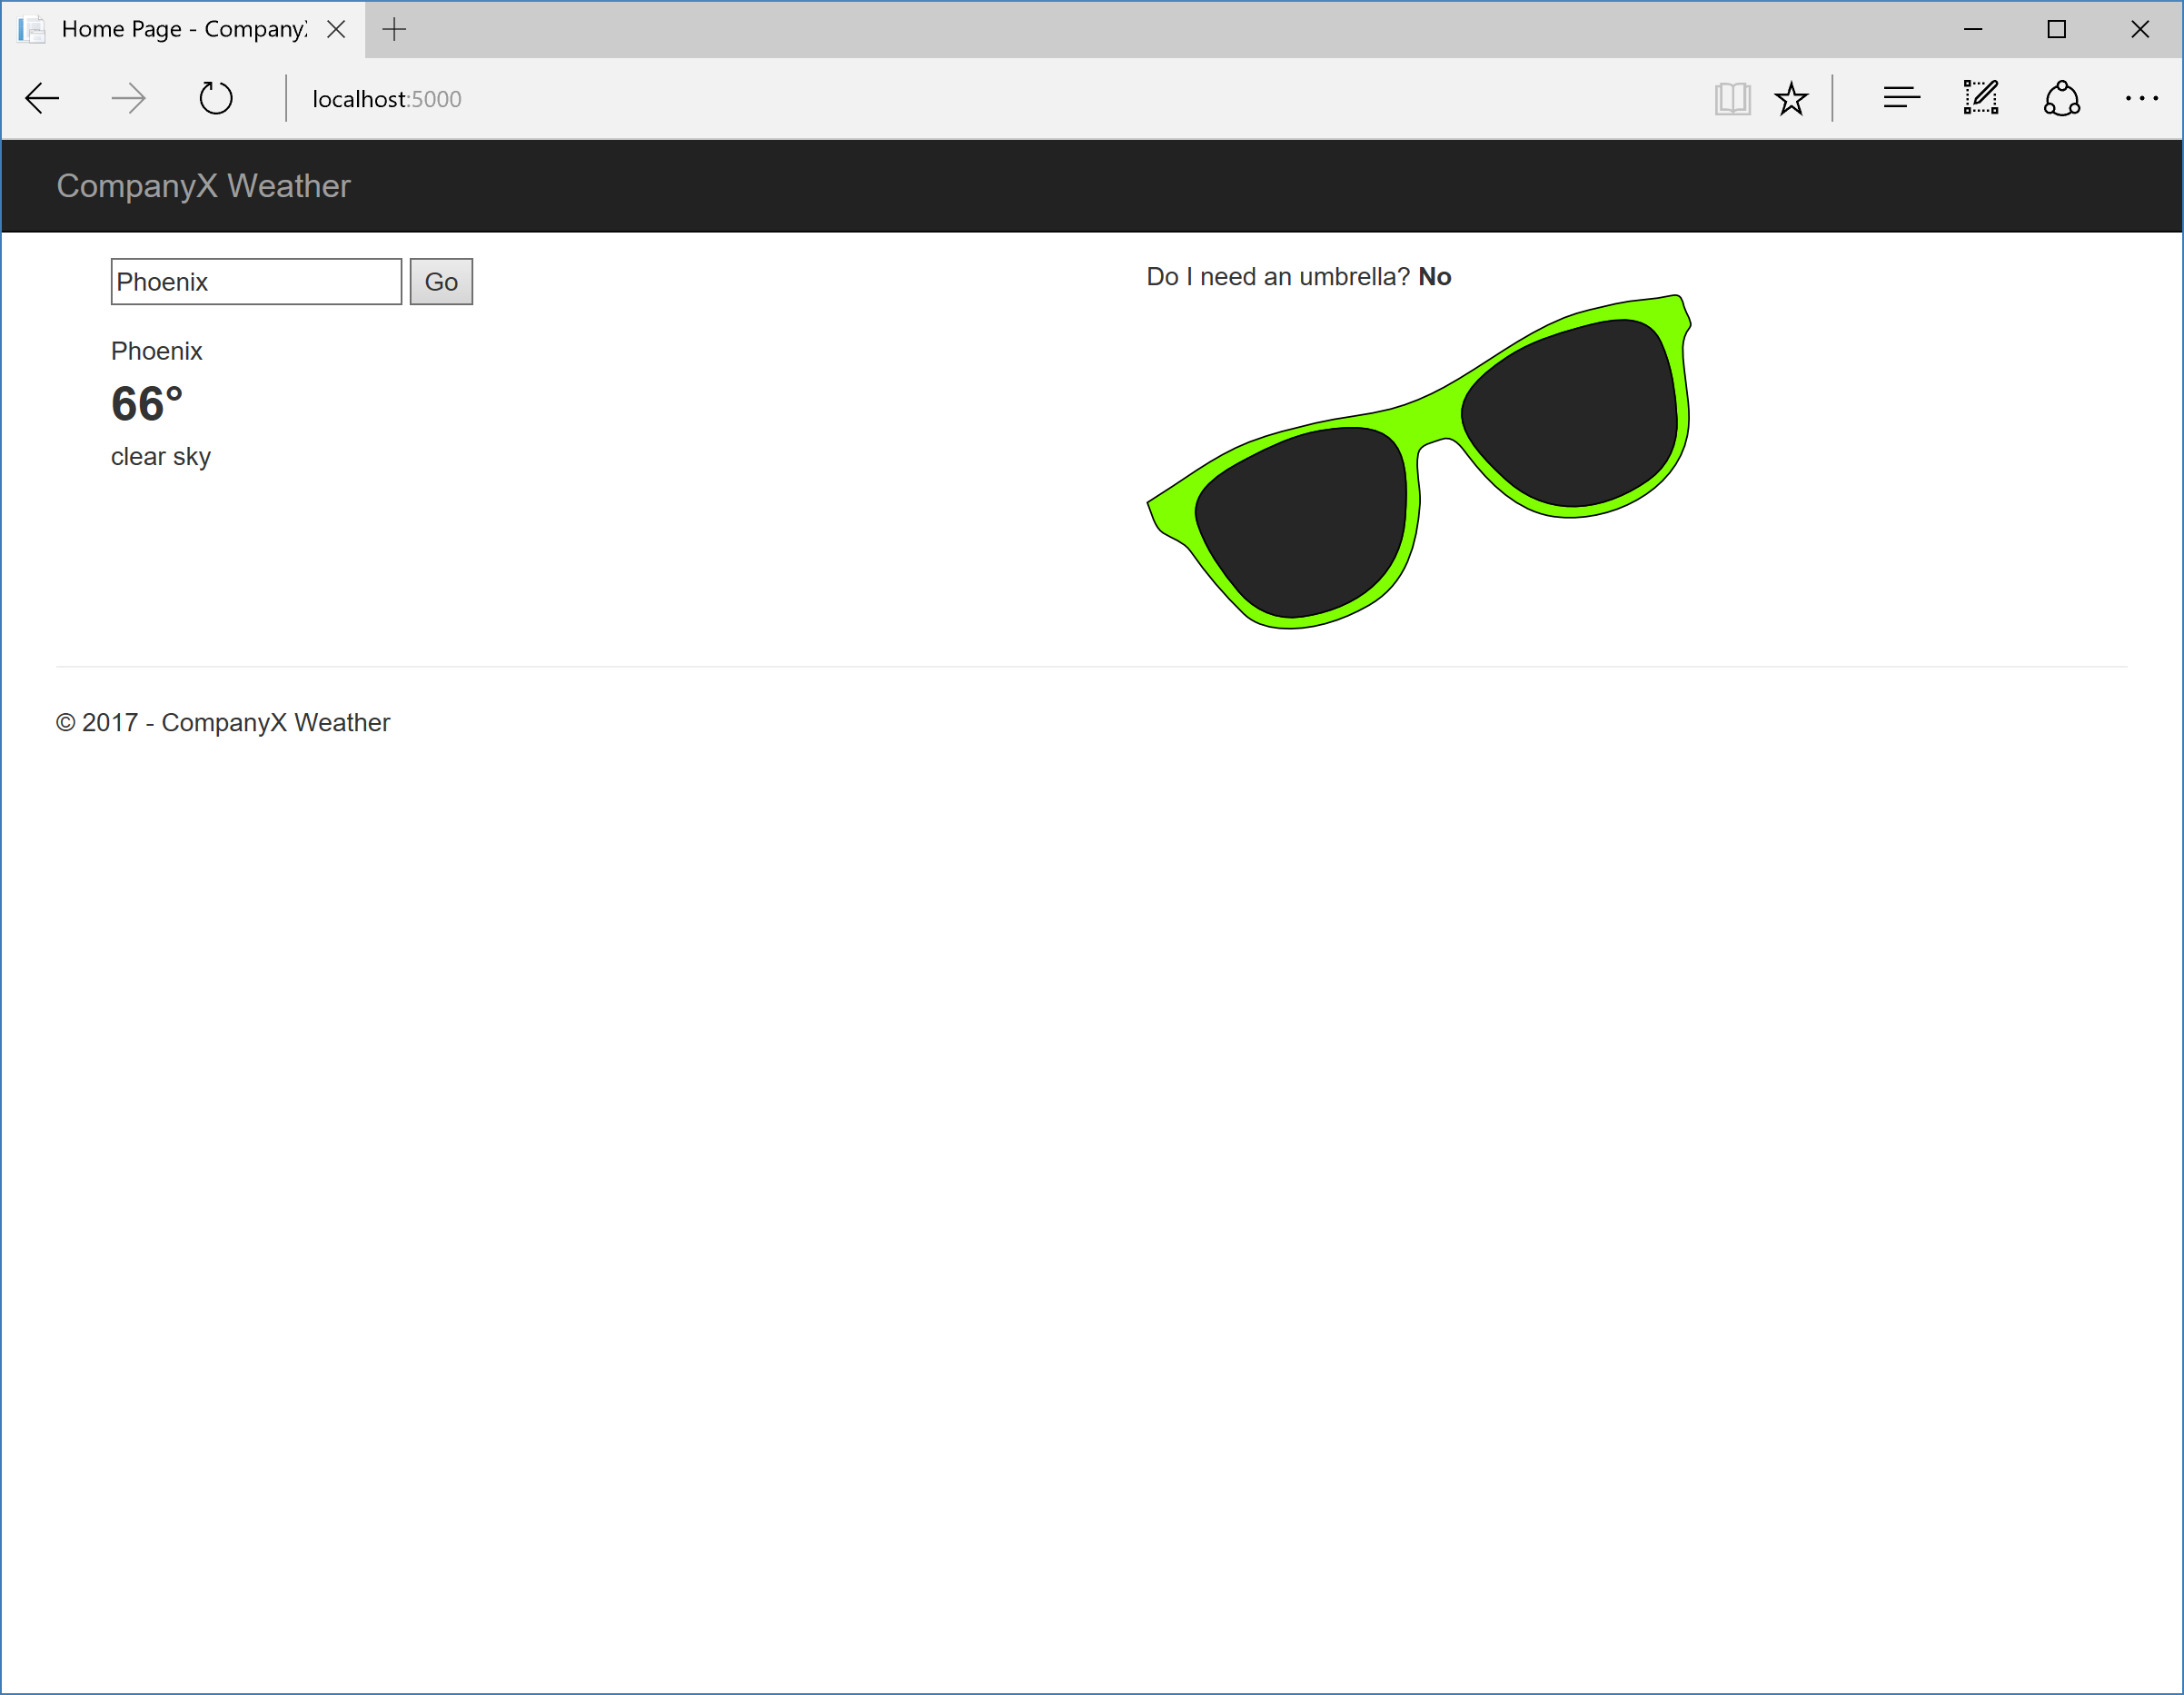 Home Page - Company
localhost:5000
CompanyX Weather
Phoenix
Go
Phoenix
66°
clear sky
Do I need an umbrella? No
© 2017 - CompanyX Weather